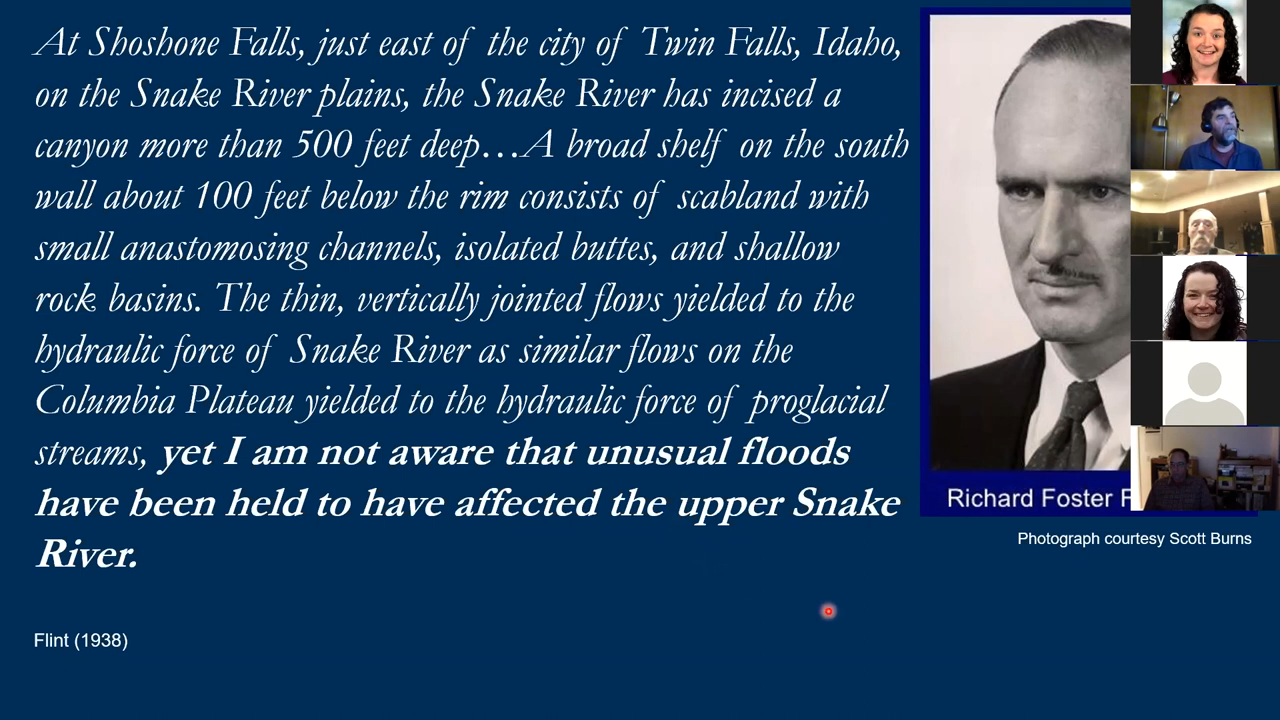 At Shoshone Falls, just east of the city of Twin Falls, Idaho,
on the Snake River plains, the Snake River has incised a
canyon more than 500 feet deep…A broad shelf on the south
wall about 100 feet below the rim consists of scabland with
small anastomosing channels, isolated buttes, and shallow
rock basins. The thin, vertically jointed flows yielded to the
hydraulic force of Snake River as similar flows on the
Columbia Plateau yielded to the hydraulic force of proglacial
streams, yet I am not aware that unusual floods
have been held to have affected the upper Snake
River.
Flint (1938)
Richard Foster F
Photograph courtesy Scott Burns